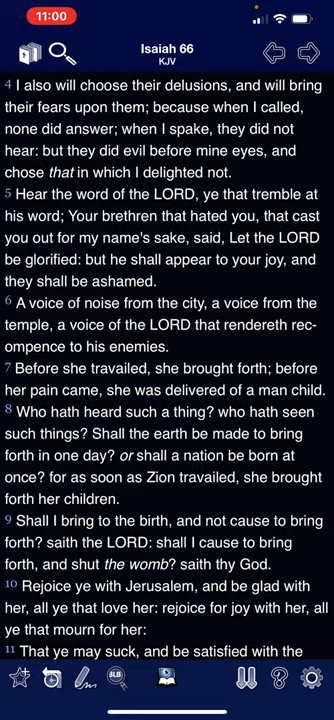 11:00
Isaiah 66
KJV
4 I also will choose their delusions, and will bring
their fears upon them; because when I called,
none did answer; when I spake, they did not
hear: but they did evil before mine eyes, and
chose that in which I delighted not.
5 Hear the word of the LORD, ye that tremble at
his word; Your brethren that hated you, that cast
you out for my name's sake, said, Let the LORD
be glorified: but he shall appear to your joy, and
they shall be ashamed.
6 A voice of noise from the city, a voice from the
temple, a voice of the LORD that rendereth rec-
ompence to his enemies.
7 Before she travailed, she brought forth; before
her pain came, she was delivered of a man child.
8 Who hath heard such a thing? who hath seen
such things? Shall the earth be made to bring
forth in one day? or shall a nation be born at
once? for as soon as Zion travailed, she brought
forth her children.
9 Shall I bring to the birth, and not cause to bring
forth? saith the LORD: shall I cause to bring
forth, and shut the womb? saith thy God.
10 Rejoice ye with Jerusalem, and be glad with
her, all ye that love her: rejoice for joy with her, all
ye that mourn for her:
11 That ye may suck, and be satisfied with the
SLB